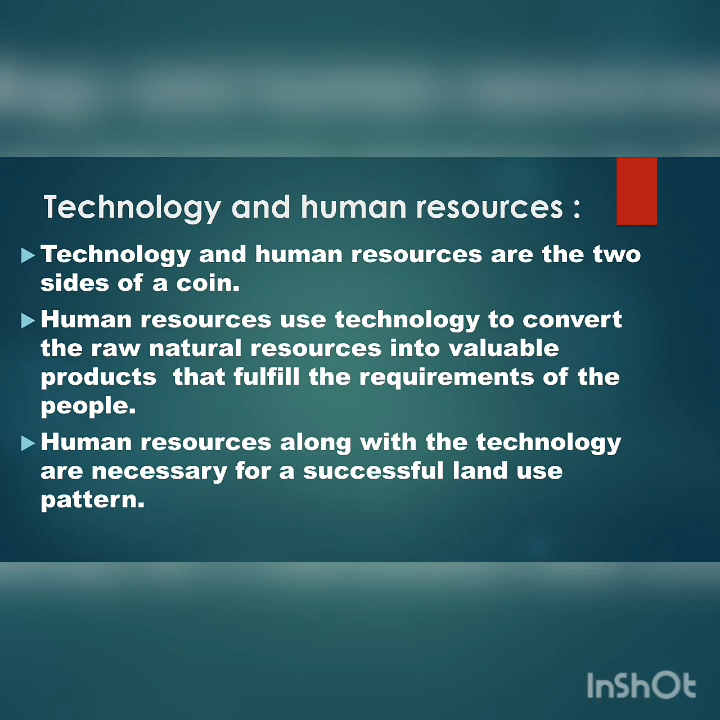 Technology and human resources :
Technology and human resources are the two
sides of a coin.
Human resources use technology to convert
the raw natural resources into valuable
products  that fulfill the requirements of the
people.
Human resources along with the technology
are necessary for a successful land use
pattern.
InShOt